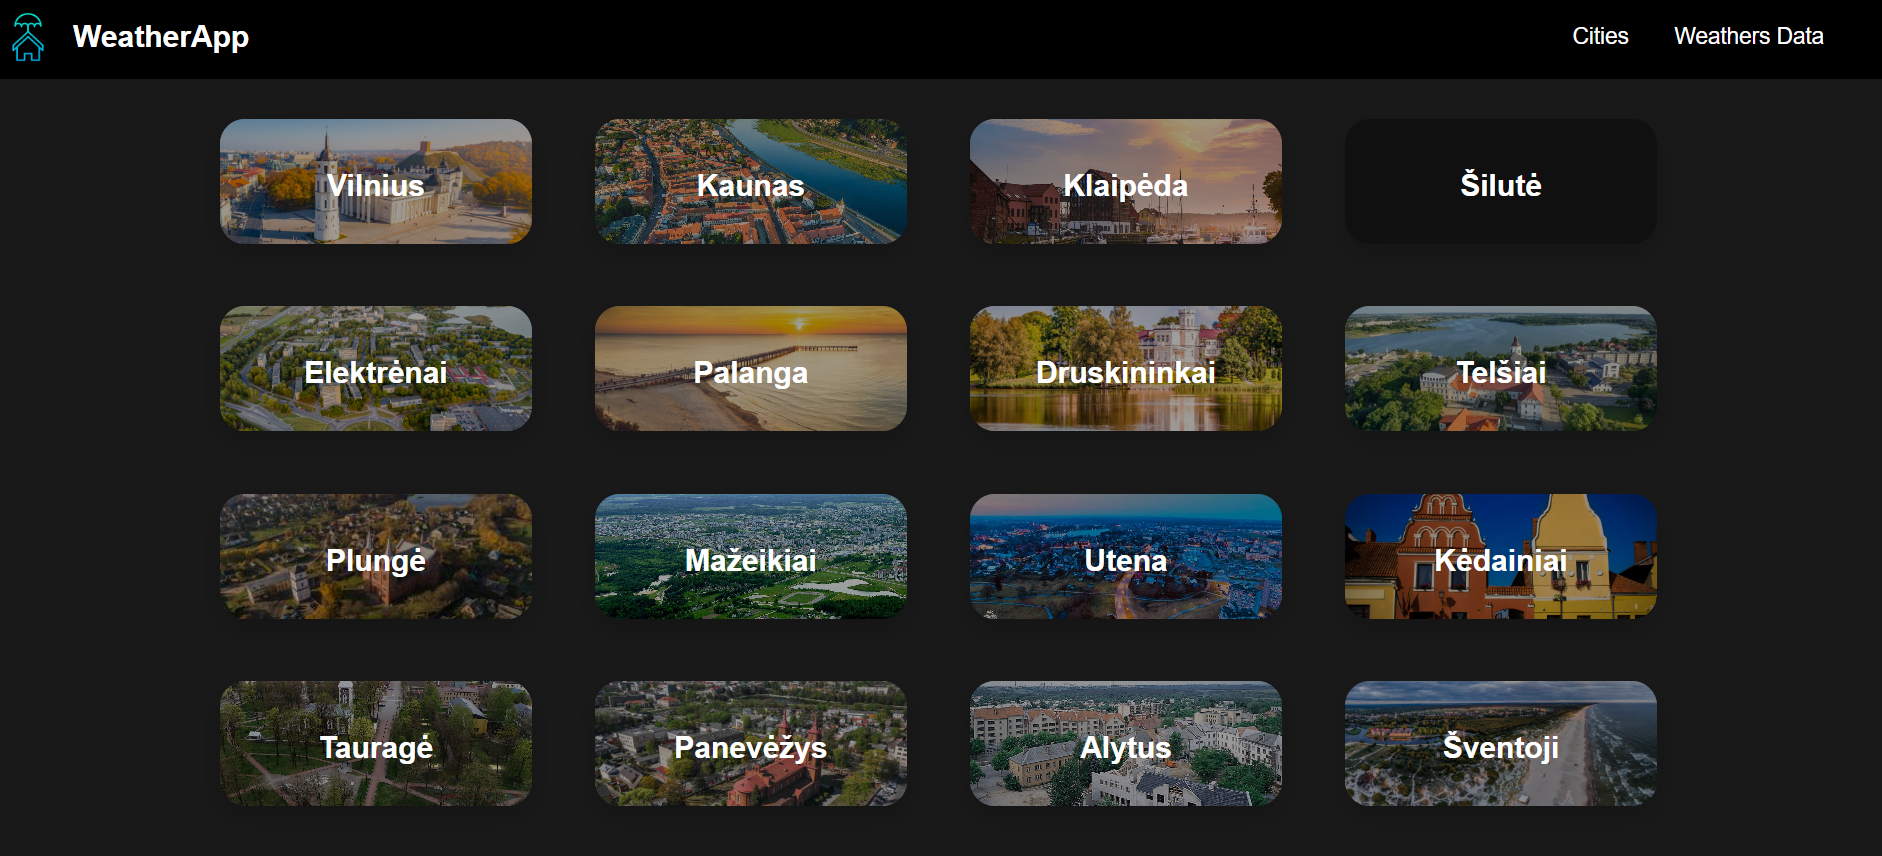 WeatherApp
Cities
Weathers Data
Vilnius
Kaunas
Klaipėda
Šilutė
Elektrėnai
Palanga
Druskininkai
Telšiai
Plungė
Mažeikiai
Utena
Kėdainiai
Tauragė
Panevėžys
Alytus
Šventoji